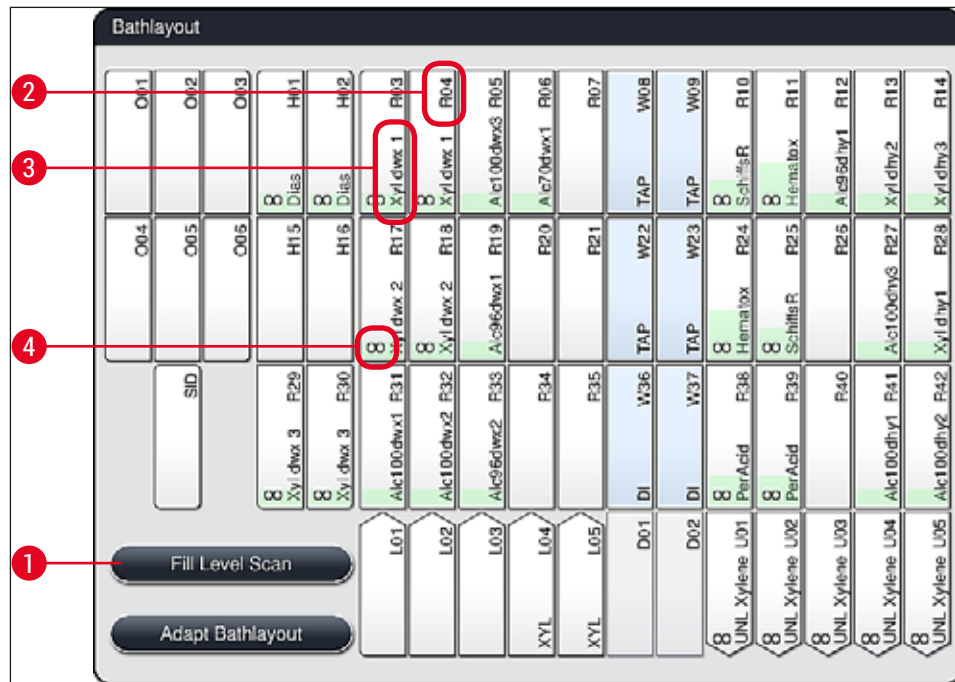 Bathlayout
2
3
4
1
O01
O02
O03
H01
Dias
H02
Dias
R03
Xyl dwx 1
R04
Xyl dwx 1
R05
Alc100dwx3
R06
Alc70dwx1
R07
W08
TAP
W09
TAP
R10
SchiffsR
R11
Hematox
R12
Alc96dhy1
R13
Xyl dhy2
R14
Xyl dhy3
O04
O05
O06
H15
H16
R17
Xyl dwx 2
R18
Xyl dwx 2
R19
Alc96dwx1
R20
R21
W22
TAP
W23
TAP
R24
Hematox
R25
SchiffsR
R26
R27
Alc100dhy3
R28
Xyl dhy1
SID
R29
Xyl dwx 3
R30
Xyl dwx 3
R31
Alc100dwx1
R32
Alc100dwx2
R33
Alc96dwx2
R34
R35
W36
DI
W37
DI
R38
PerAcid
R39
PerAcid
R40
R41
Alc100dhy1
R42
Alc100dhy2
Fill Level Scan
Adapt Bathlayout
L01
L02
L03
L04
XYL
L05
XYL
D01
D02
UNL Xylene U01
UNL Xylene U02
UNL Xylene U03
UNL Xylene U04
UNL Xylene U05